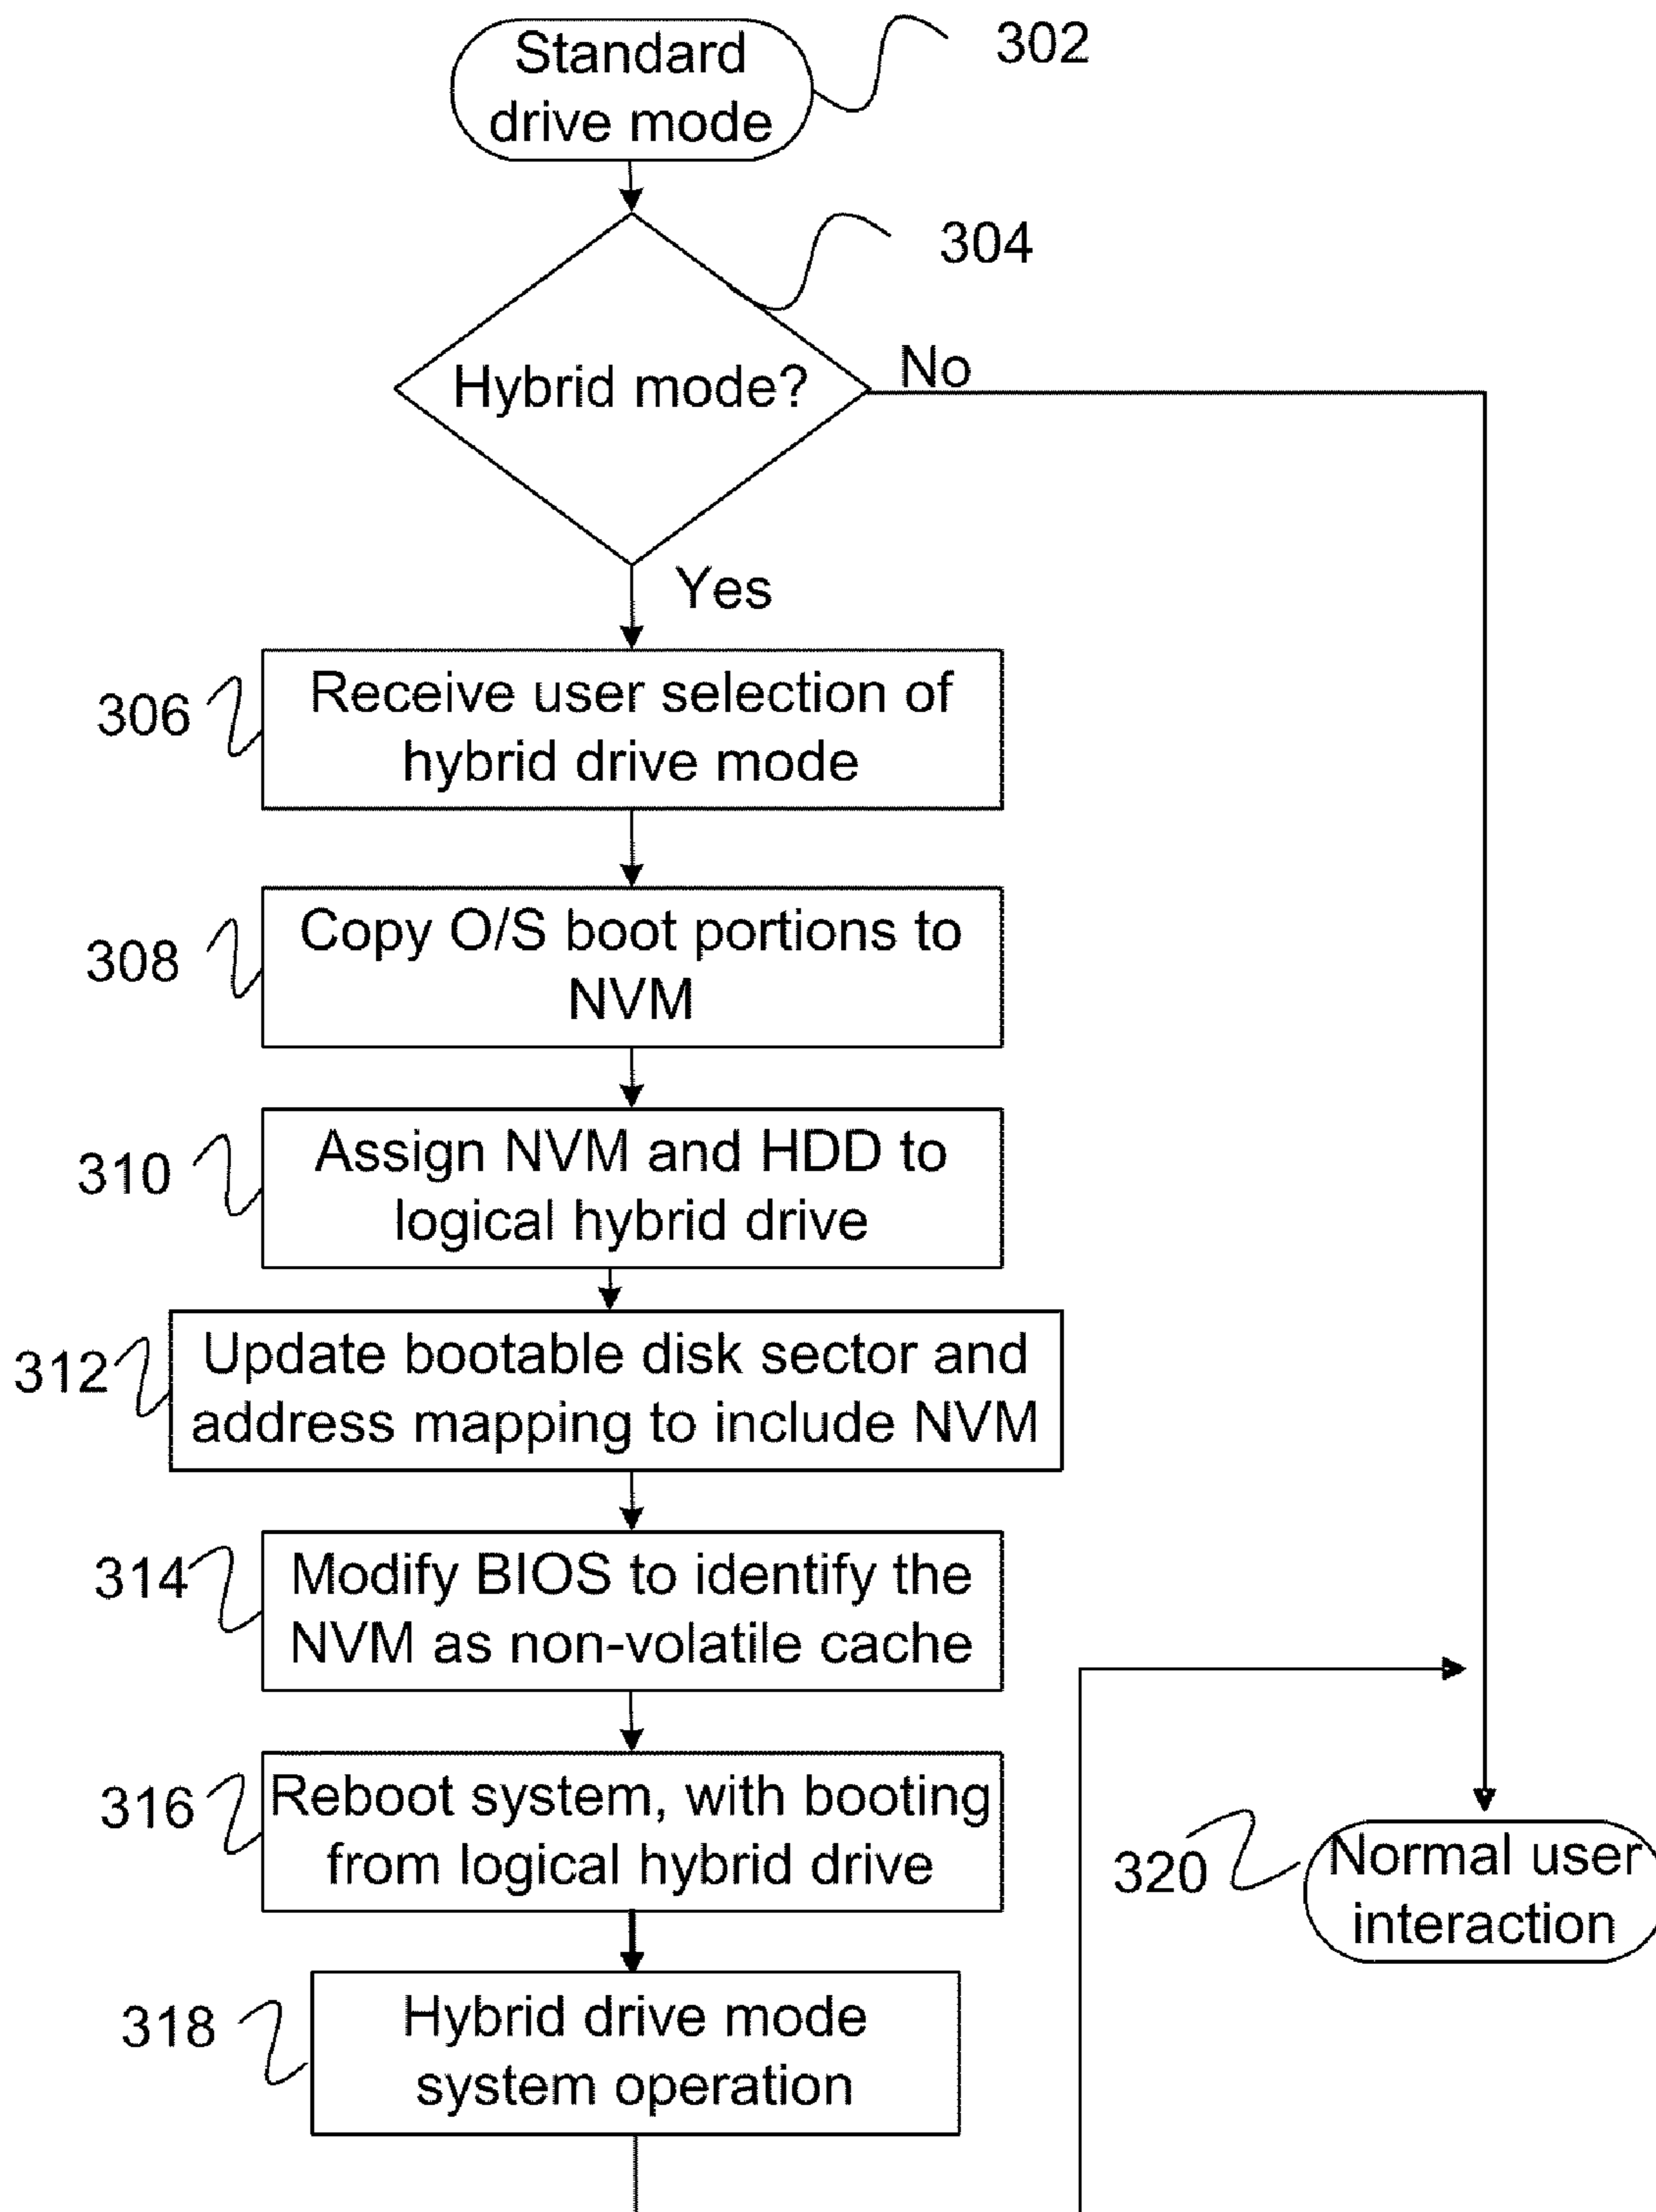 Standard
drive mode
302
304
Hybrid mode?
No
Yes
306
Receive user selection of
hybrid drive mode
308
Copy O/S boot portions to
NVM
310
Assign NVM and HDD to
logical hybrid drive
312
Update bootable disk sector and
address mapping to include NVM
314
Modify BIOS to identify the
NVM as non-volatile cache
316
Reboot system, with booting
from logical hybrid drive
318
Hybrid drive mode
system operation
320
Normal user
interaction